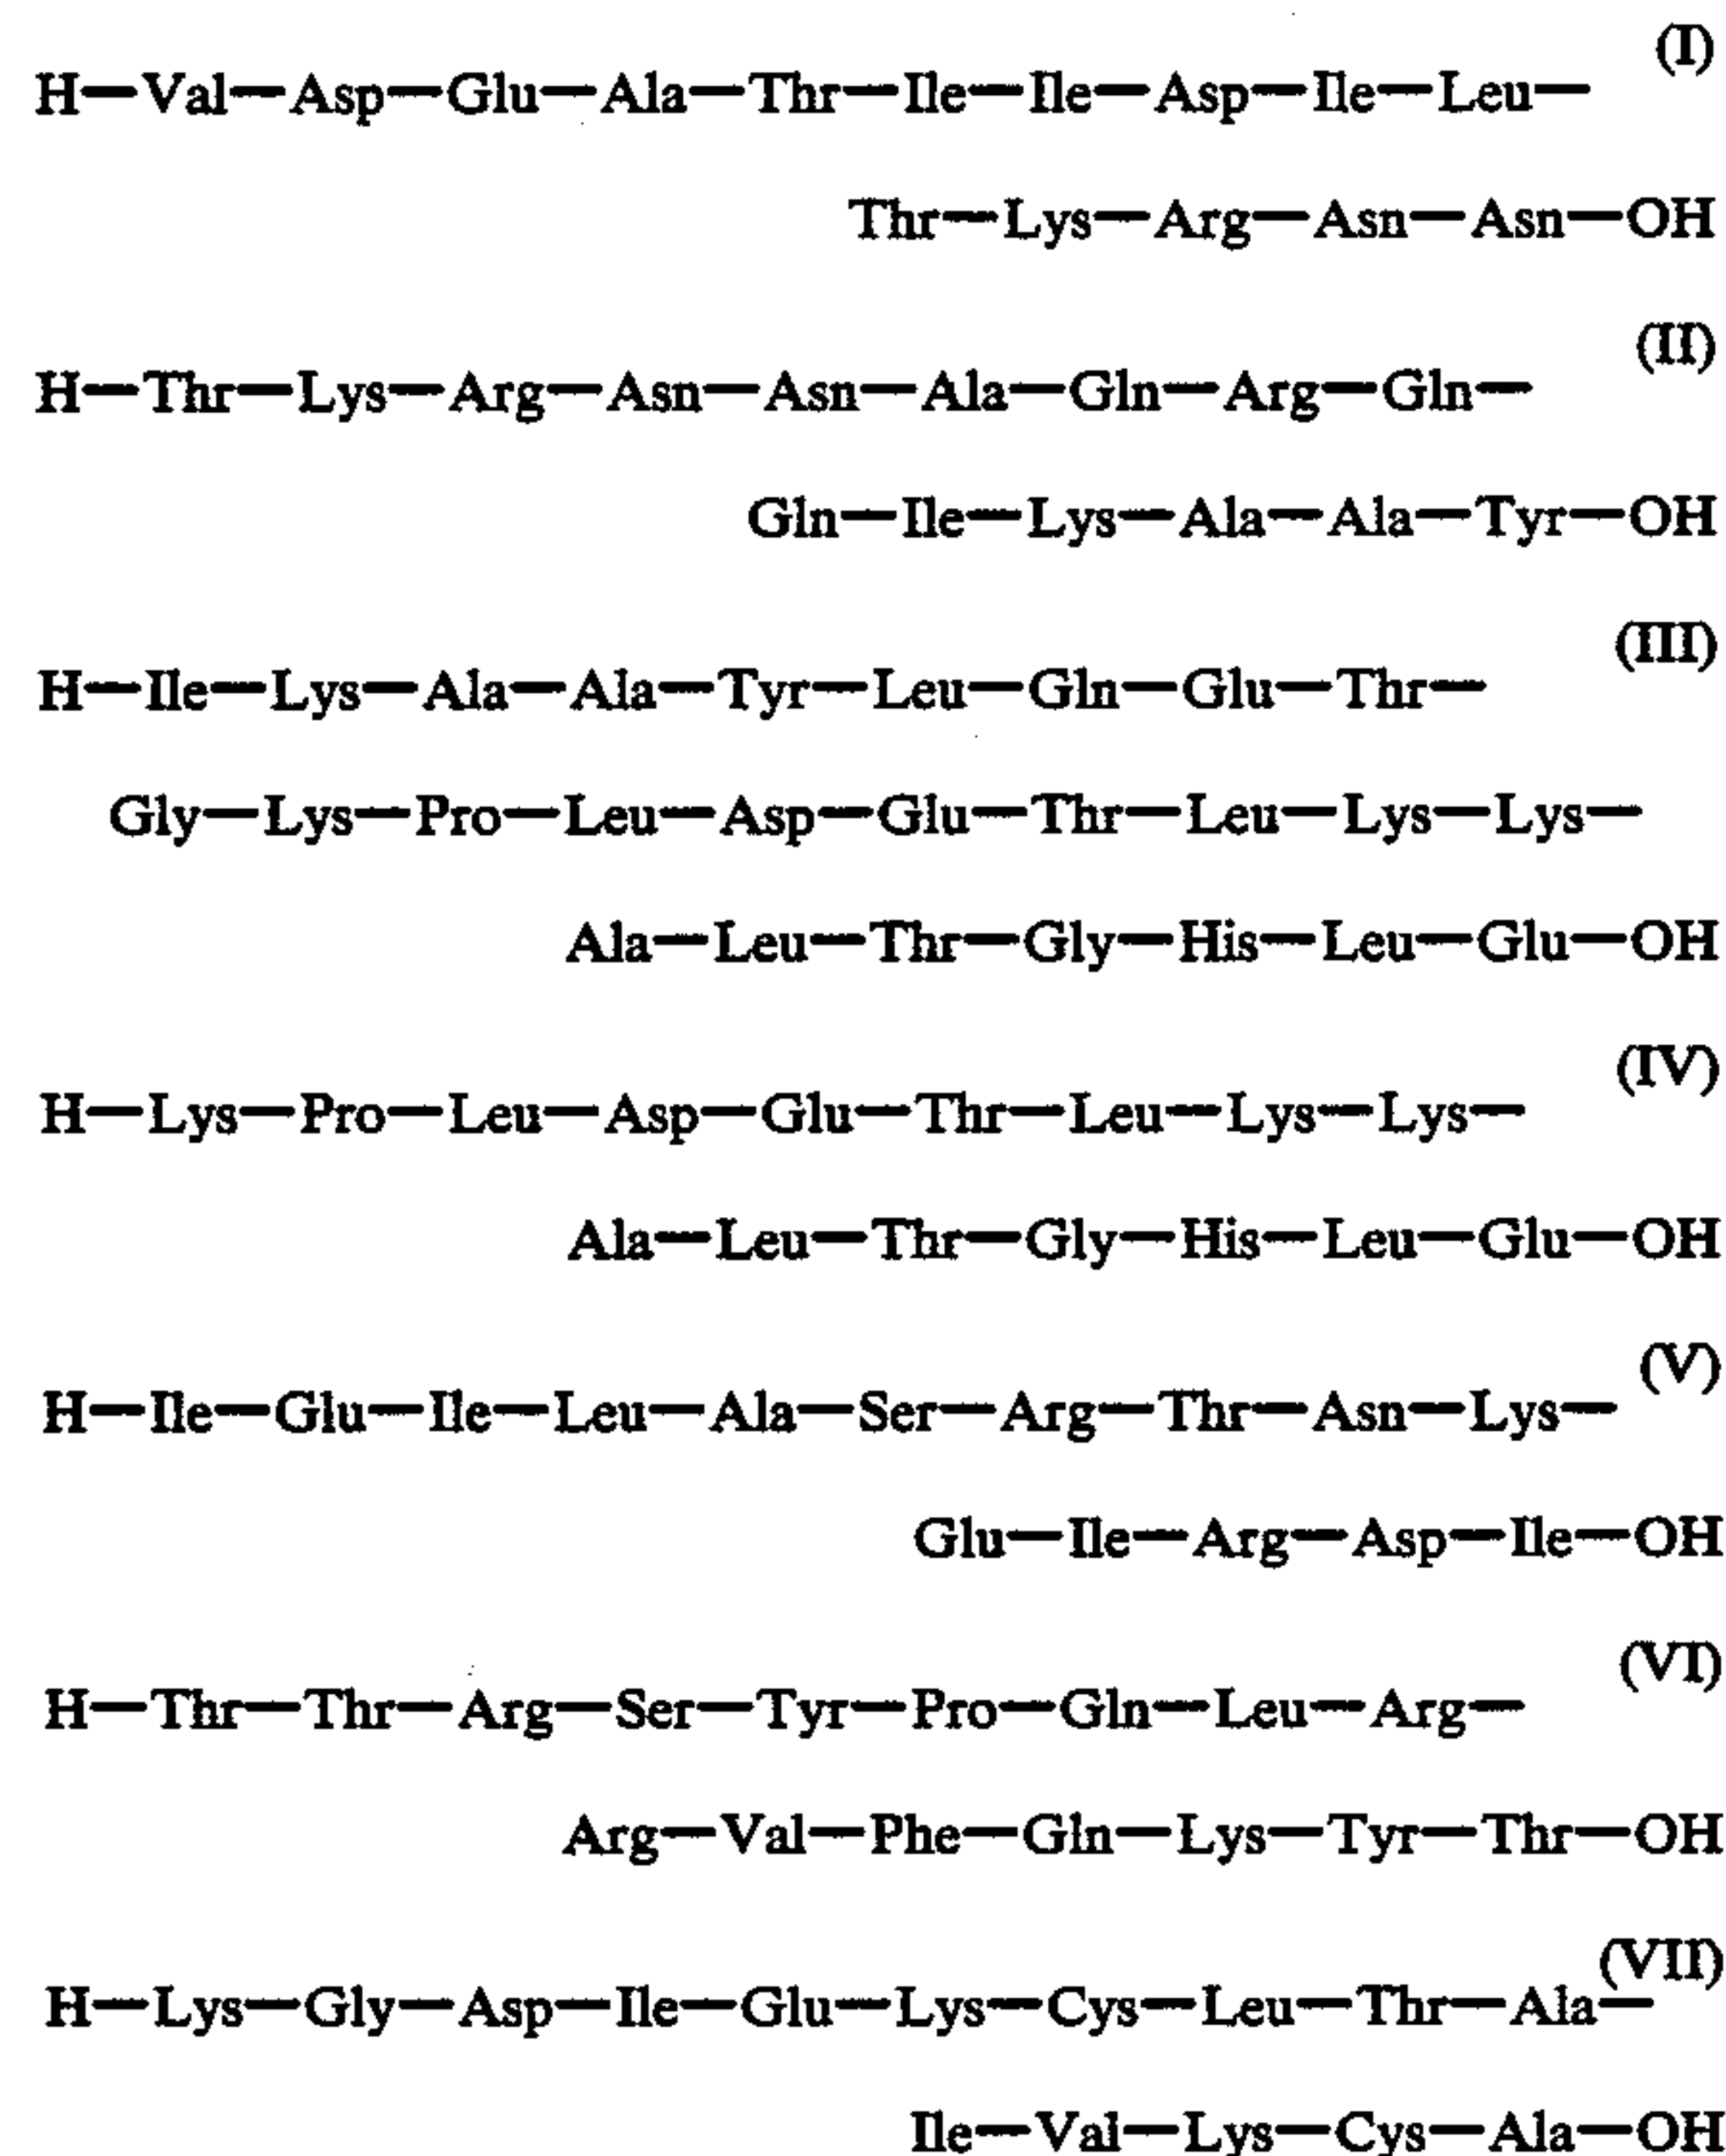 (I)
H—Val—Asp—Glu—Ala—Thr—Ile—Ile—Asp—Ile—Leu—
Thr—Lys—Arg—Asn—Asn—OH
(II)
H—Thr—Lys—Arg—Asn—Asn—Ala—Gln—Arg—Gln—
Gln—Ile—Lys—Ala—Ala—Tyr—OH
(III)
H—Ile—Lys—Ala—Ala—Tyr—Leu—Gln—Glu—Thr—
Gly—Lys—Pro—Leu—Asp—Glu—Thr—Leu—Lys—Lys—
Ala—Leu—Thr—Gly—His—Leu—Glu—OH
(IV)
H—Lys—Pro—Leu—Asp—Glu—Thr—Leu—Lys—Lys—
Ala—Leu—Thr—Gly—His—Leu—Glu—OH
(V)
H—Ile—Glu—Ile—Leu—Ala—Ser—Arg—Thr—Asn—Lys—
Glu—Ile—Arg—Asp—Ile—OH
(VI)
H—Thr—Thr—Arg—Ser—Tyr—Pro—Gln—Leu—Arg—
Arg—Val—Phe—Gln—Lys—Tyr—Thr—OH
(VII)
H—Lys—Gly—Asp—Ile—Glu—Lys—Cys—Leu—Thr—Ala—
Ile—Val—Lys—Cys—Ala—OH